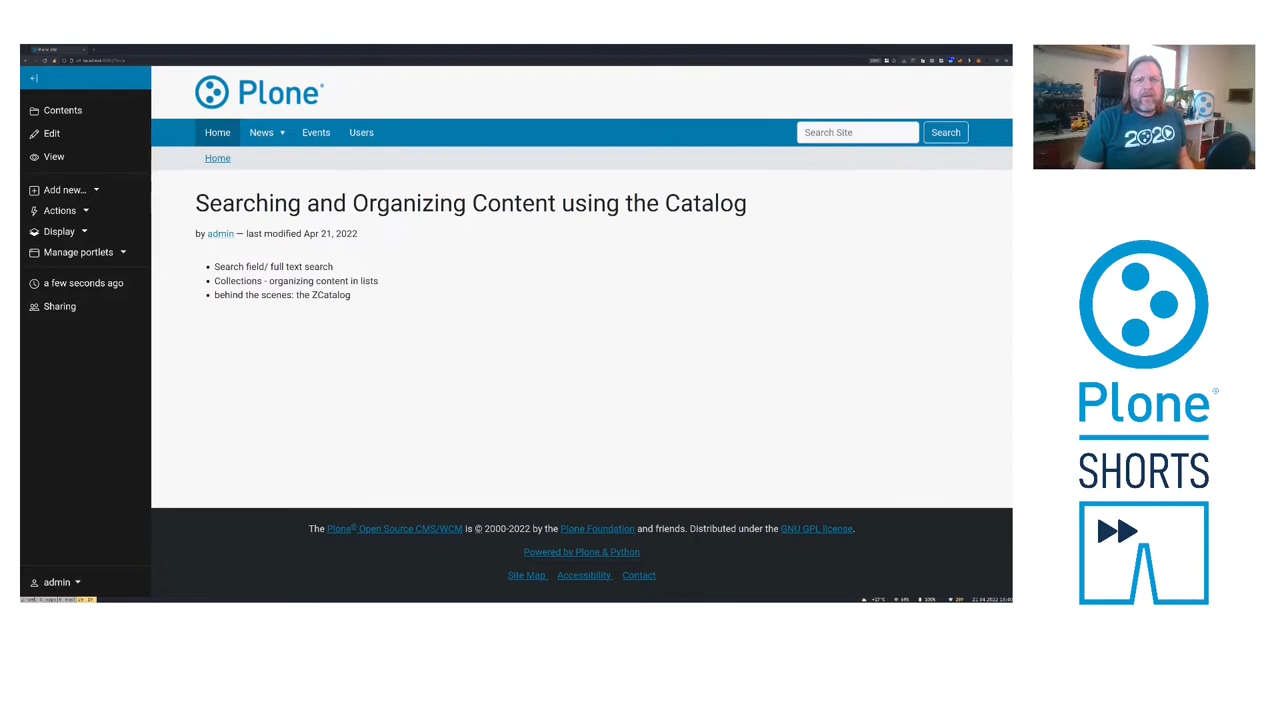 Contents
Edit
View
Add new...
Actions
Display
Manage portlets
a few seconds ago
Sharing
admin
Plone®
Home News Events Users
Search Site Search
Home
Searching and Organizing Content using the Catalog
by admin — last modified Apr 21, 2022
Search field/ full text search
Collections - organizing content in lists
behind the scenes: the ZCatalog
The Plone® Open Source CMS/WCM is © 2000-2022 by the Plone Foundation and friends. Distributed under the GNU GPL license.
Powered by Plone & Python
Site Map Accessibility Contact
2020
Plone®
SHORTS